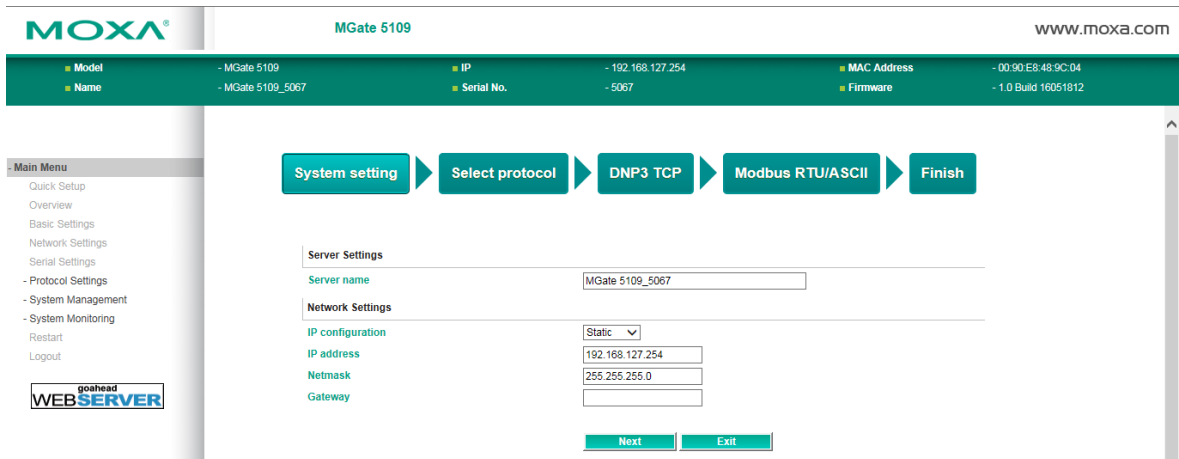 MOXA®
MGate 5109
www.moxa.com
Model - MGate 5109 IP - 192.168.127.254 MAC Address - 00:90:E8:48:9C:04
Name - MGate 5109_5067 Serial No. - 5067 Firmware - 1.0 Build 16051812
- Main Menu
Quick Setup
Overview
Basic Settings
Network Settings
Serial Settings
- Protocol Settings
- System Management
- System Monitoring
Restart
Logout
goahead
WEBSERVER
System setting Select protocol DNP3 TCP Modbus RTU/ASCII Finish
Server Settings
Server name MGate 5109_5067
Network Settings
IP configuration Static
IP address 192.168.127.254
Netmask 255.255.255.0
Gateway
Next Exit